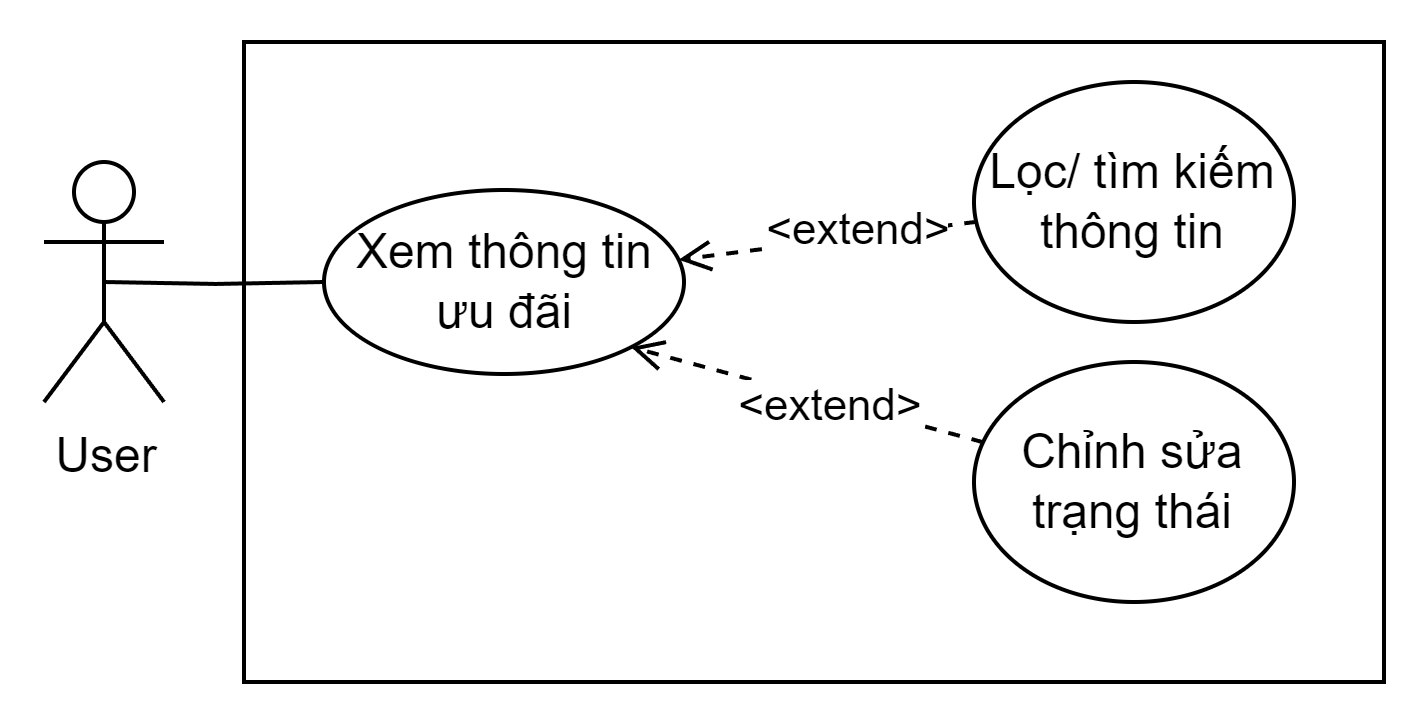 User
Xem thông tin
ưu đãi
<extend>
Lọc/ tìm kiếm
thông tin
<extend>
Chỉnh sửa
trạng thái